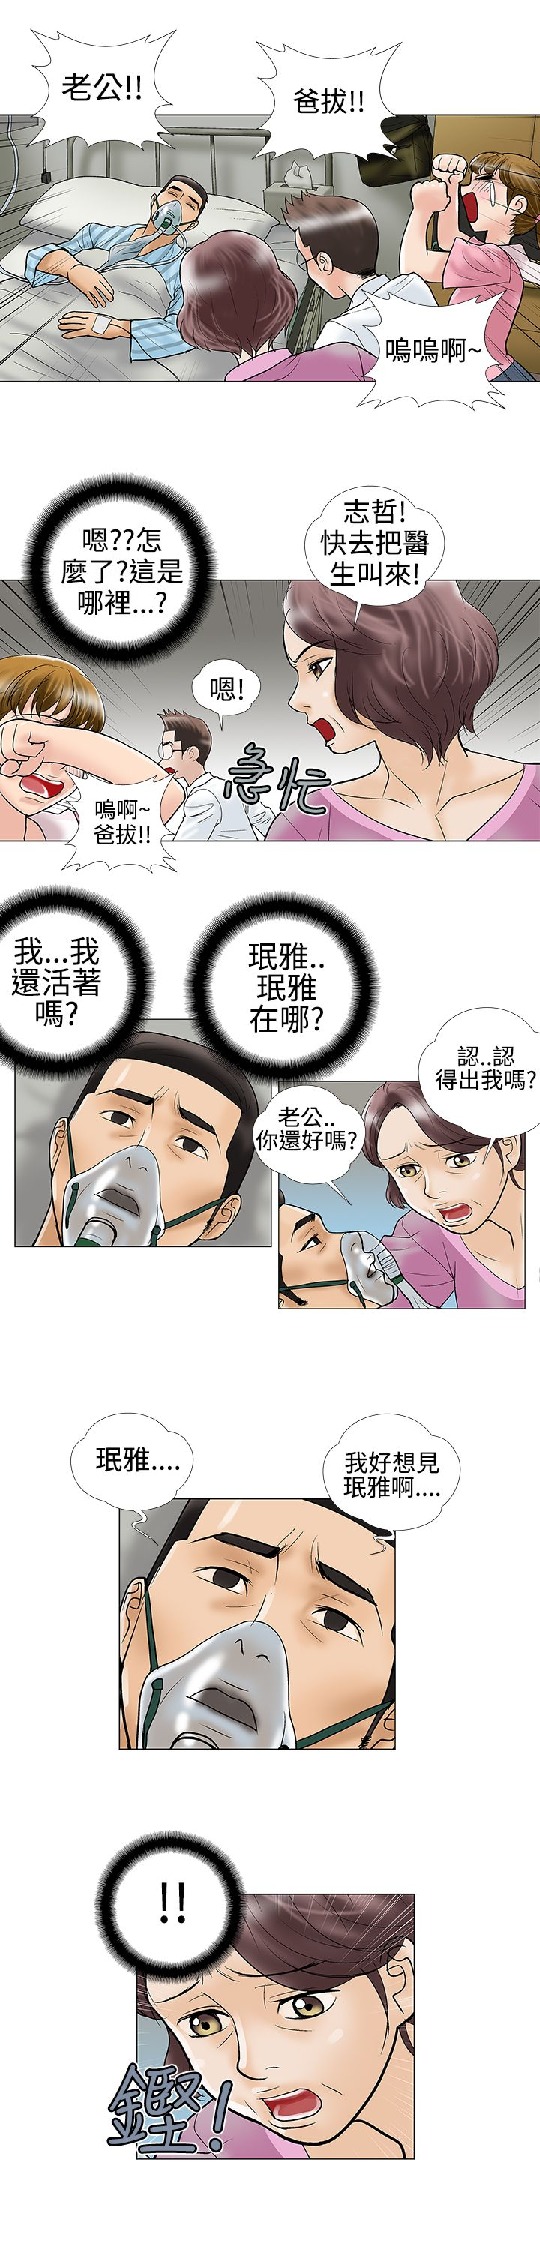 老公!!
爸拔!!
嗚嗚啊~
嗯??怎
麼了?這是
哪裡...?
志哲!
快去把醫
生叫來!
嗯!
急忙
嗚啊~
爸拔!!
我...我
還活著
嗎?
珉雅..
珉雅
在哪?
認..認
得出我嗎?
老公..
你還好嗎?
珉雅....
我好想見
珉雅啊....
!!
鏗!